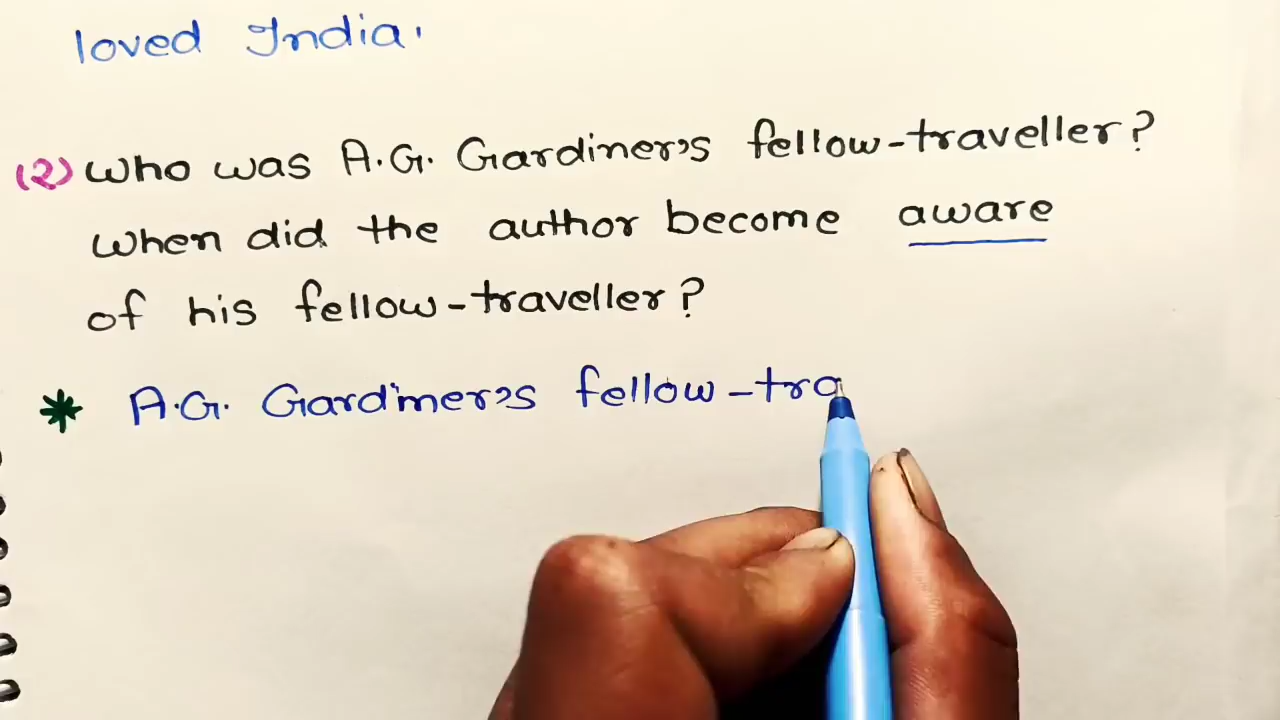 loved India.
(2) Who was A.G. Gardiner's fellow-traveller?
When did the author become aware
of his fellow-traveller?
* A.G. Gardiner's fellow-tra